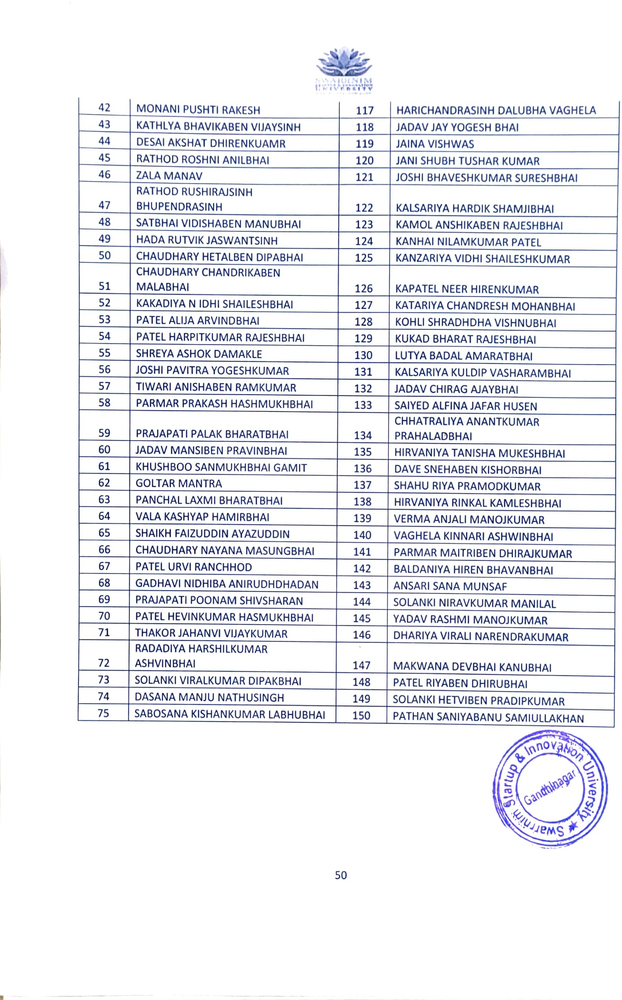 UNIVERSITY
42 MONANI PUSHTI RAKESH 117 HARICHANDRASINH DALUBHA VAGHELA
43 KATHLYA BHAVIKABEN VIJAYSINH 118 JADAV JAY YOGESH BHAI
44 DESAI AKSHAT DHIRENKUAMR 119 JAINA VISHWAS
45 RATHOD ROSHNI ANILBHAI 120 JANI SHUBH TUSHAR KUMAR
46 ZALA MANAV 121 JOSHI BHAVESHKUMAR SURESHBHAI
RATHOD RUSHIRAJSINH
47 BHUPENDRASINH 122 KALSARIYA HARDIK SHAMJIBHAI
48 SATBHAI VIDISHABEN MANUBHAI 123 KAMOL ANSHIKABEN RAJESHBHAI
49 HADA RUTVIK JASWANTSINH 124 KANHAI NILAMKUMAR PATEL
50 CHAUDHARY HETALBEN DIPABHAI 125 KANZARIYA VIDHI SHAILESHKUMAR
CHAUDHARY CHANDRIKABEN
51 MALABHAI 126 KAPATEL NEER HIRENKUMAR
52 KAKADIYA N IDHI SHAILESHBHAI 127 KATARIYA CHANDRESH MOHANBHAI
53 PATEL ALIJA ARVINDBHAI 128 KOHLI SHRADHDHA VISHNUBHAI
54 PATEL HARPITKUMAR RAJESHBHAI 129 KUKAD BHARAT RAJESHBHAI
55 SHREYA ASHOK DAMAKLE 130 LUTYA BADAL AMARATBHAI
56 JOSHI PAVITRA YOGESHKUMAR 131 KALSARIYA KULDIP VASHARAMBHAI
57 TIWARI ANISHABEN RAMKUMAR 132 JADAV CHIRAG AJAYBHAI
58 PARMAR PRAKASH HASHMUKHBHAI 133 SAIYED ALFINA JAFAR HUSEN
CHHATRALIYA ANANTKUMAR
59 PRAJAPATI PALAK BHARATBHAI 134 PRAHALADBHAI
60 JADAV MANSIBEN PRAVINBHAI 135 HIRVANIYA TANISHA MUKESHBHAI
61 KHUSHBOO SANMUKHBHAI GAMIT 136 DAVE SNEHABEN KISHORBHAI
62 GOLTAR MANTRA 137 SHAHU RIYA PRAMODKUMAR
63 PANCHAL LAXMI BHARATBHAI 138 HIRVANIYA RINKAL KAMLESHBHAI
64 VALA KASHYAP HAMIRBHAI 139 VERMA ANJALI MANOJKUMAR
65 SHAIKH FAIZUDDIN AYAZUDDIN 140 VAGHELA KINNARI ASHWINBHAI
66 CHAUDHARY NAYANA MASUNGBHAI 141 PARMAR MAITRIBEN DHIRAJKUMAR
67 PATEL URVI RANCHHOD 142 BALDANIYA HIREN BHAVANBHAI
68 GADHAVI NIDHIBA ANIRUDHDHADAN 143 ANSARI SANA MUNSAF
69 PRAJAPATI POONAM SHIVSHARAN 144 SOLANKI NIRAVKUMAR MANILAL
70 PATEL HEVINKUMAR HASMUKHBHAI 145 YADAV RASHMI MANOJKUMAR
71 THAKOR JAHANVI VIJAYKUMAR 146 DHARIYA VIRALI NARENDRAKUMAR
RADADIYA HARSHILKUMAR
72 ASHVINBHAI 147 MAKWANA DEVBHAI KANUBHAI
73 SOLANKI VIRALKUMAR DIPAKBHAI 148 PATEL RIYABEN DHIRUBHAI
74 DASANA MANJU NATHUSINGH 149 SOLANKI HETVIBEN PRADIPKUMAR
75 SABOSANA KISHANKUMAR LABHUBHAI 150 PATHAN SANIYABANU SAMIULLAKHAN
Swarrnim Startup & Innovation University
Gandhinagar
50